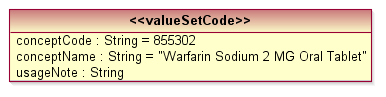 <<valueSetCode>>
conceptCode : String = 855302
conceptName : String = "Warfarin Sodium 2 MG Oral Tablet"
usageNote : String